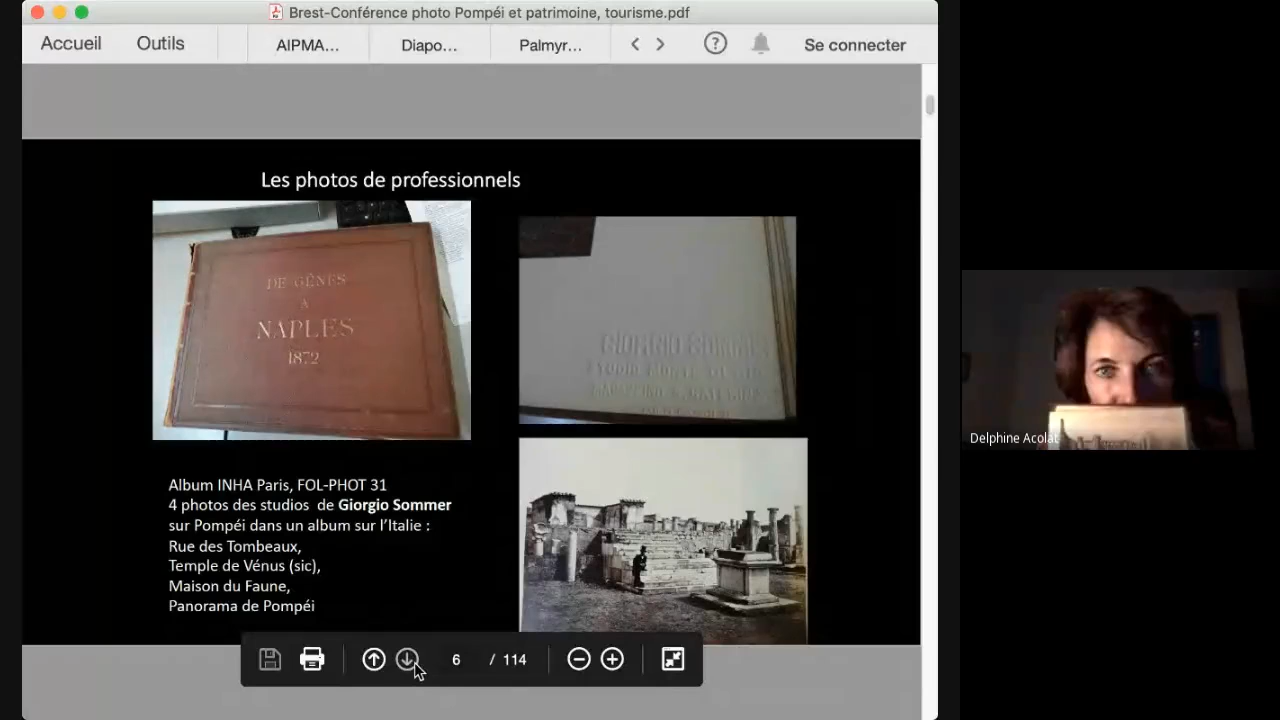 Brest-Conférence photo Pompéi et patrimoine, tourisme.pdf
Accueil
Outils
AIPMA...
Diapo...
Palmyr...
?
Se connecter
Les photos de professionnels
DE GÊNES
A
NAPLES
1872
GIORGIO SOMMER
Album INHA Paris, FOL-PHOT 31
4 photos des studios de Giorgio Sommer
sur Pompéi dans un album sur l'Italie :
Rue des Tombeaux,
Temple de Vénus (sic),
Maison du Faune,
Panorama de Pompéi
6 / 114
Delphine Acolat